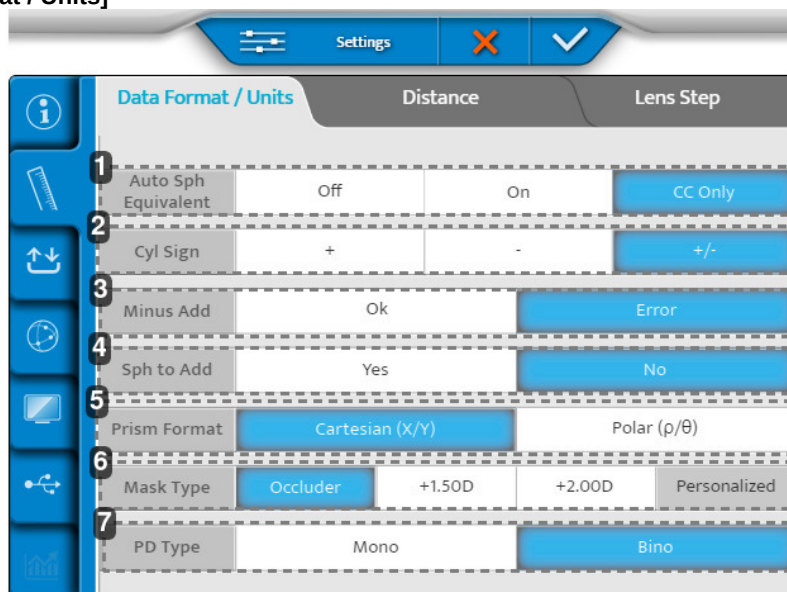 at / Units]
Settings
Data Format / Units Distance Lens Step
1
Auto Sph Equivalent Off On CC Only
2
Cyl Sign + - +/-
3
Minus Add Ok Error
4
Sph to Add Yes No
5
Prism Format Cartesian (X/Y) Polar (ρ/θ)
6
Mask Type Occluder +1.50D +2.00D Personalized
7
PD Type Mono Bino